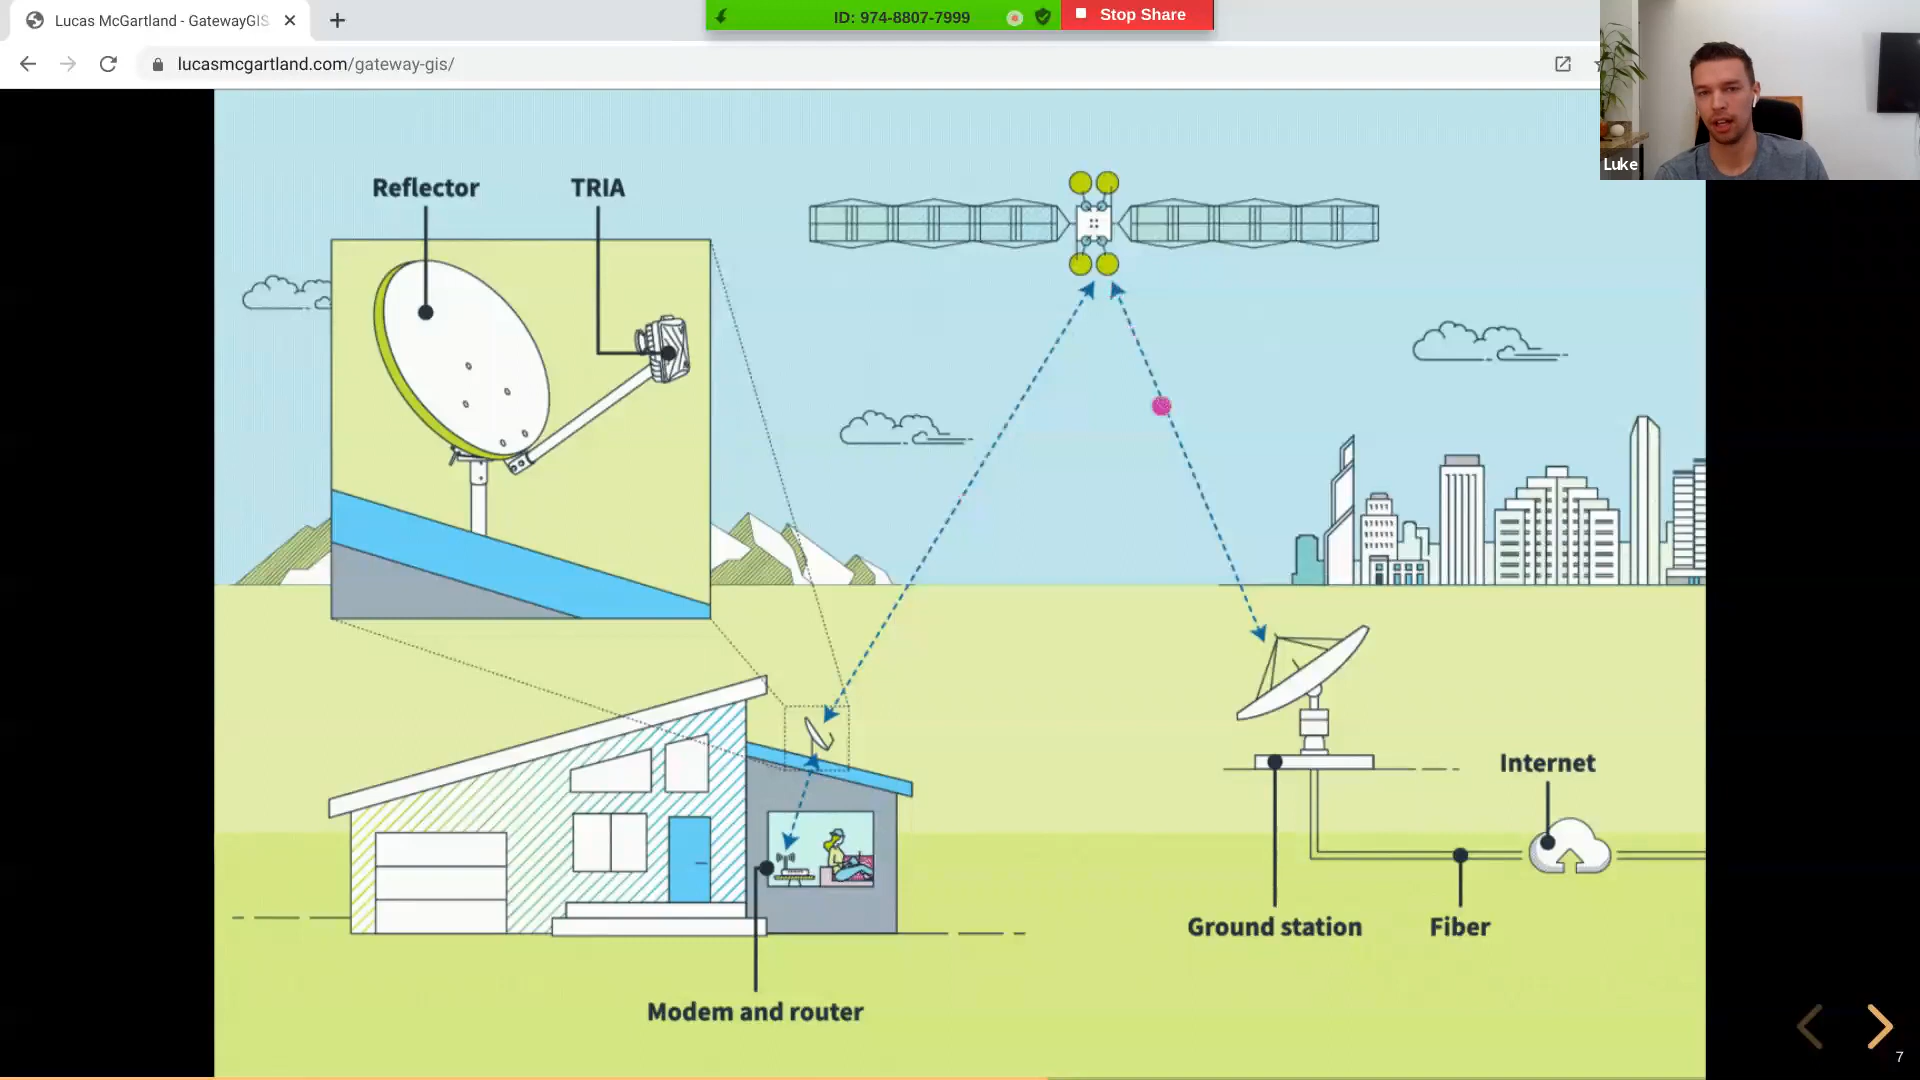 Lucas McGartland - GatewayGIS
ID: 974-8807-7999
Stop Share
lucasmcgartland.com/gateway-gis/
Luke
Reflector
TRIA
Internet
Ground station
Fiber
Modem and router
7